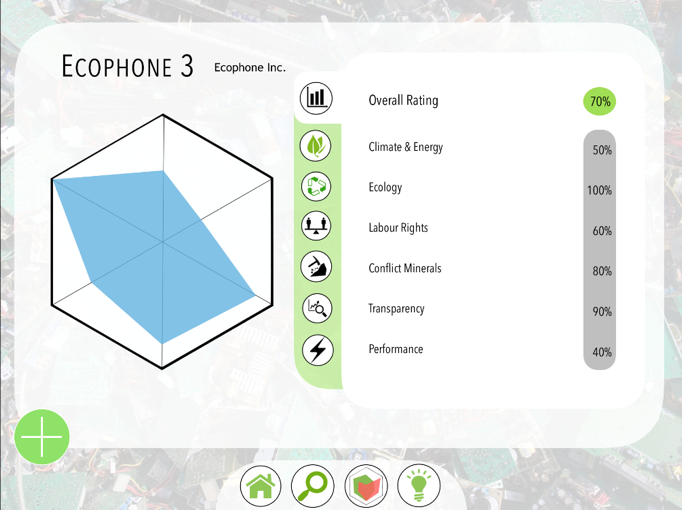 ECOPHONE 3 Ecophone Inc.
Overall Rating 70%
Climate & Energy 50%
Ecology 100%
Labour Rights 60%
Conflict Minerals 80%
Transparency 90%
Performance 40%